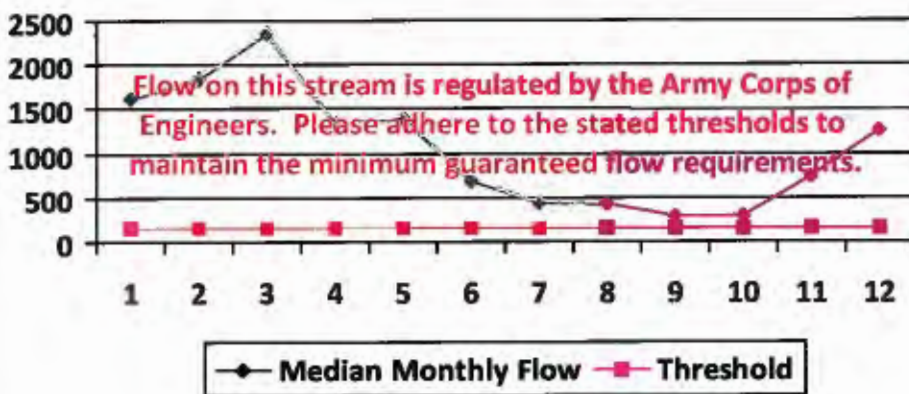 2500
2000
1500
1000
500
0
Flow on this stream is regulated by the Army Corps of
Engineers. Please adhere to the stated thresholds to
maintain the minimum guaranteed flow requirements.
1 2 3 4 5 6 7 8 9 10 11 12
Median Monthly Flow Threshold